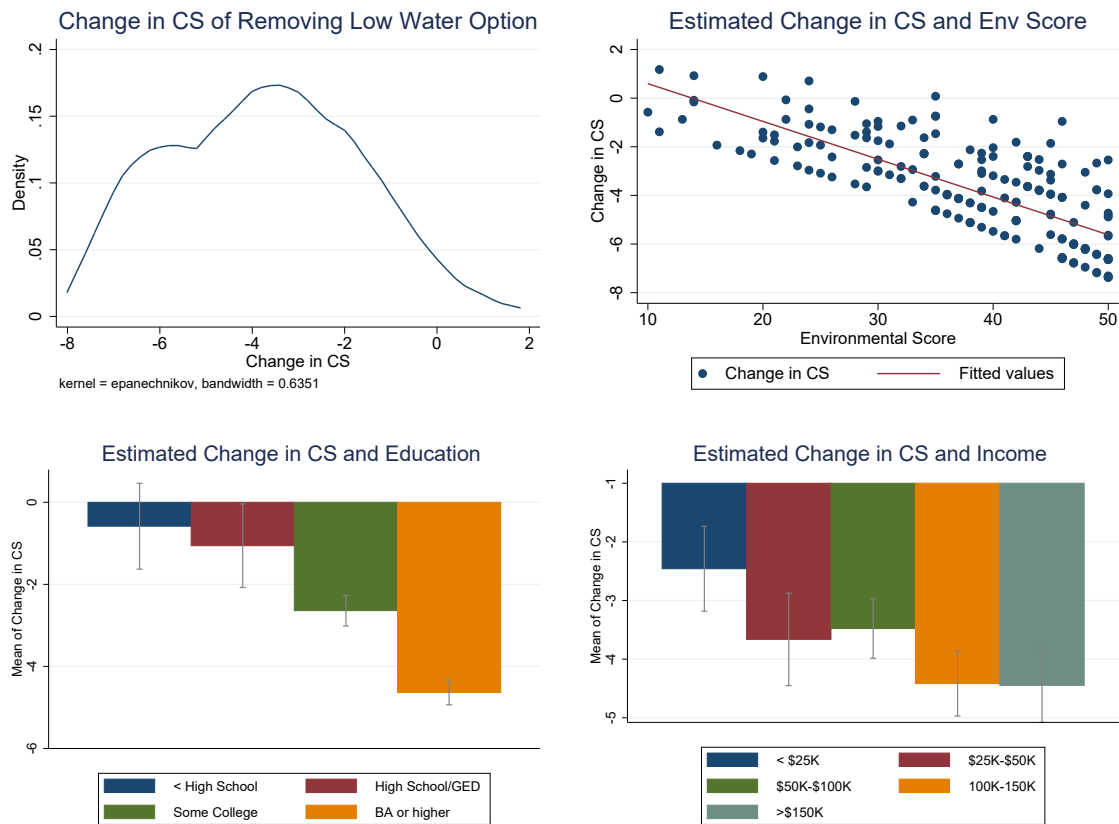 Change in CS of Removing Low Water Option
Density
.2
.15
.1
.05
0
-8 -6 -4 -2 0 2
Change in CS
kernel = epanechnikov, bandwidth = 0.6351
Estimated Change in CS and Env Score
Change in CS
2
0
-2
-4
-6
-8
10 20 30 40 50
Environmental Score
Change in CS Fitted values
Estimated Change in CS and Education
Mean of Change in CS
0
-2
-4
-6
< High School High School/GED
Some College BA or higher
Estimated Change in CS and Income
Mean of Change in CS
-1
-2
-3
-4
-5
< $25K $25K-$50K
$50K-$100K 100K-150K
>$150K